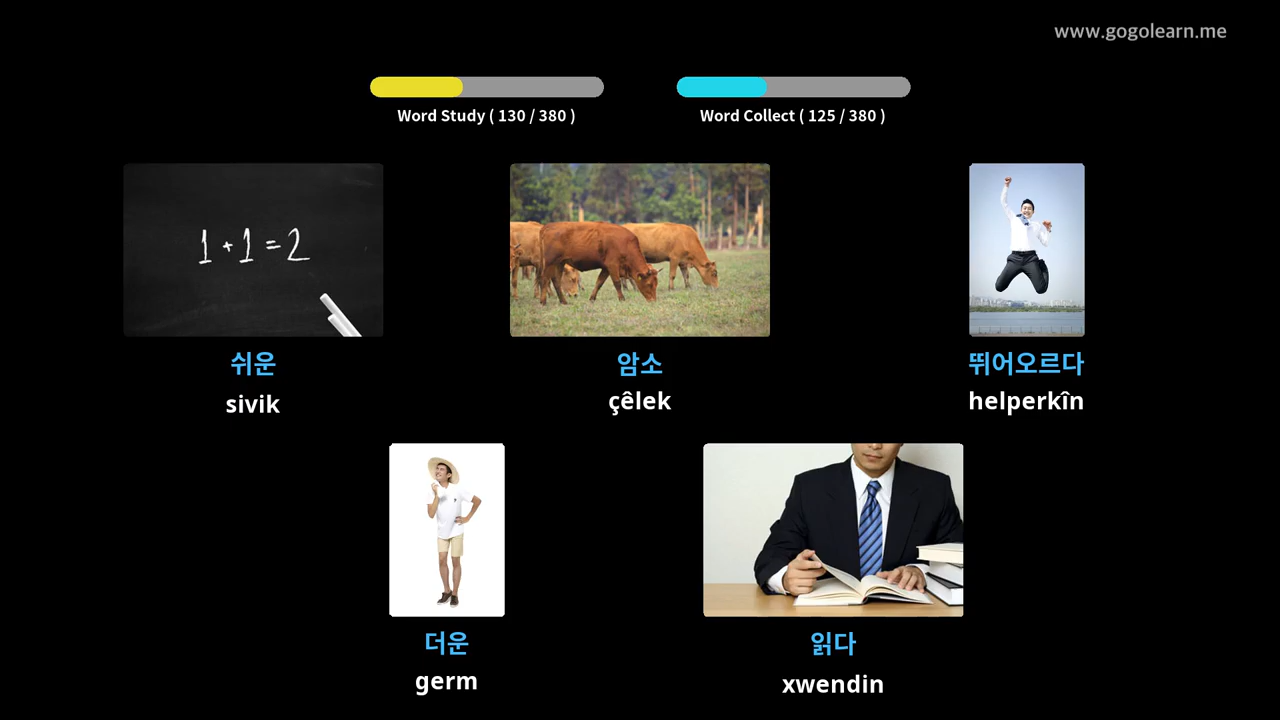 www.gogolearn.me
Word Study ( 130 / 380 )
Word Collect ( 125 / 380 )
1 + 1 = 2
쉬운
sivik
암소
çêlek
뛰어오르다
helperkîn
더운
germ
읽다
xwendin